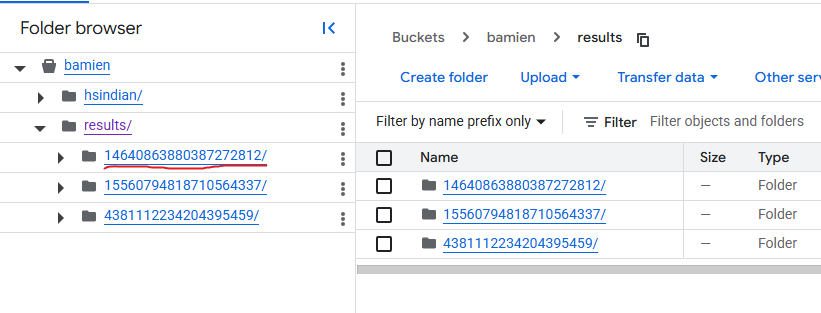 Folder browser
bamien
hsindian/
results/
14640863880387272812/
15560794818710564337/
4381112234204395459/
Buckets > bamien > results
Create folder Upload Transfer data Other serv
Filter by name prefix only Filter Filter objects and folders
Name Size Type
14640863880387272812/ — Folder
15560794818710564337/ — Folder
4381112234204395459/ — Folder